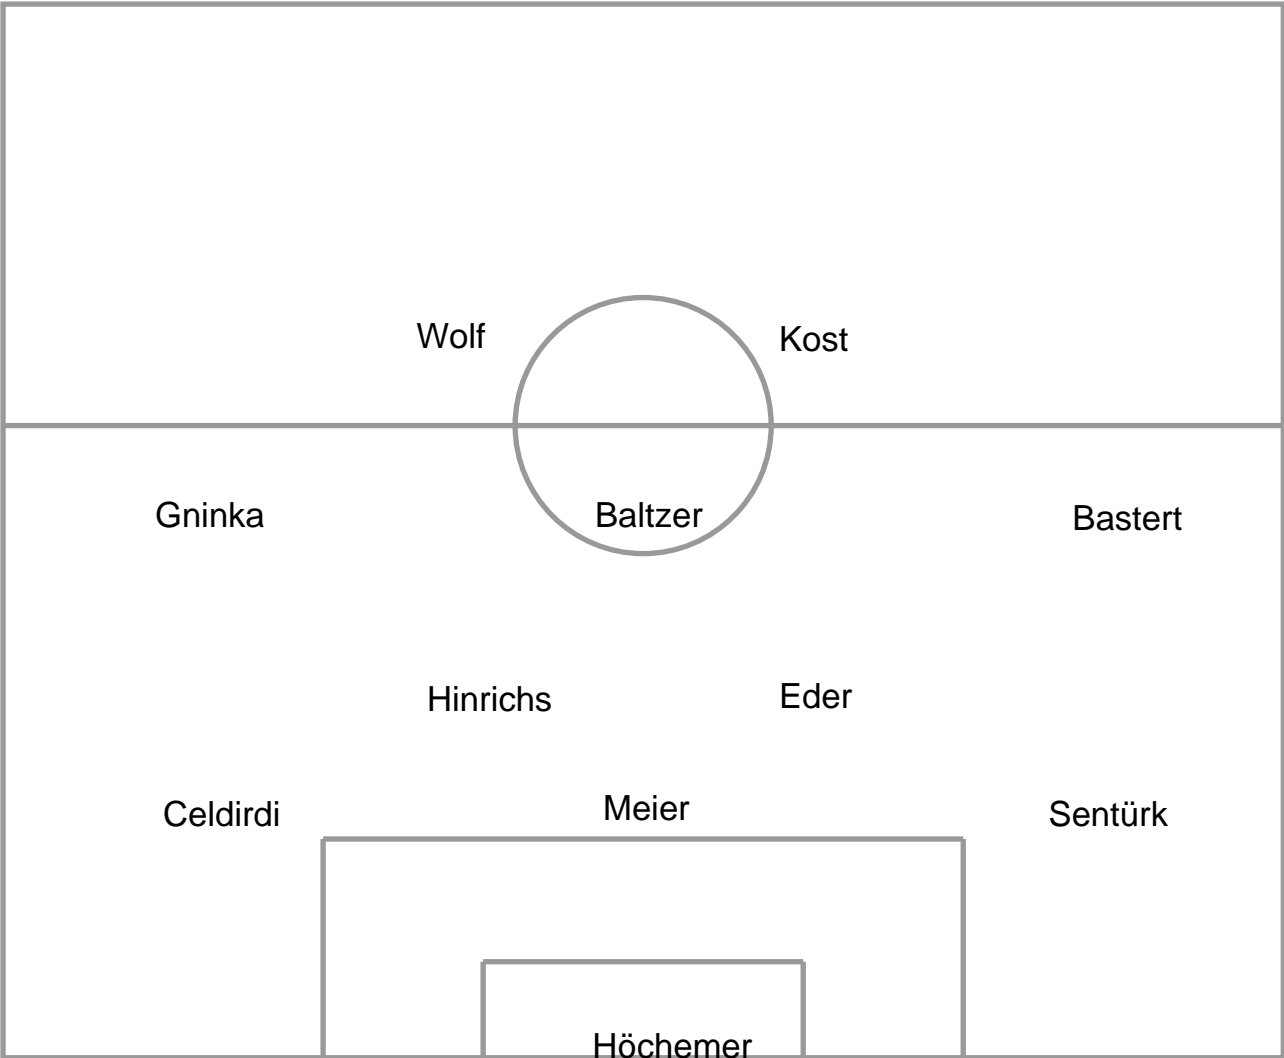 Wolf
Kost
Gninka
Baltzer
Bastert
Hinrichs
Eder
Celdirdi
Meier
Sentürk
Höchemer